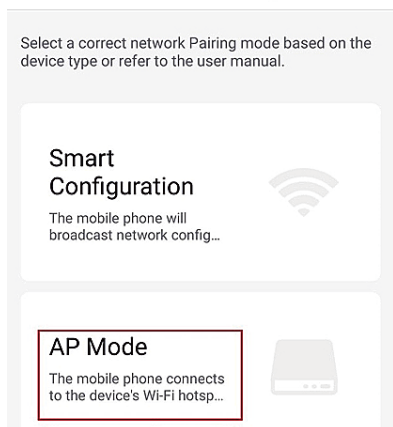 Select a correct network Pairing mode based on the
device type or refer to the user manual.
Smart
Configuration
The mobile phone will
broadcast network config...
AP Mode
The mobile phone connects
to the device's Wi-Fi hotsp...